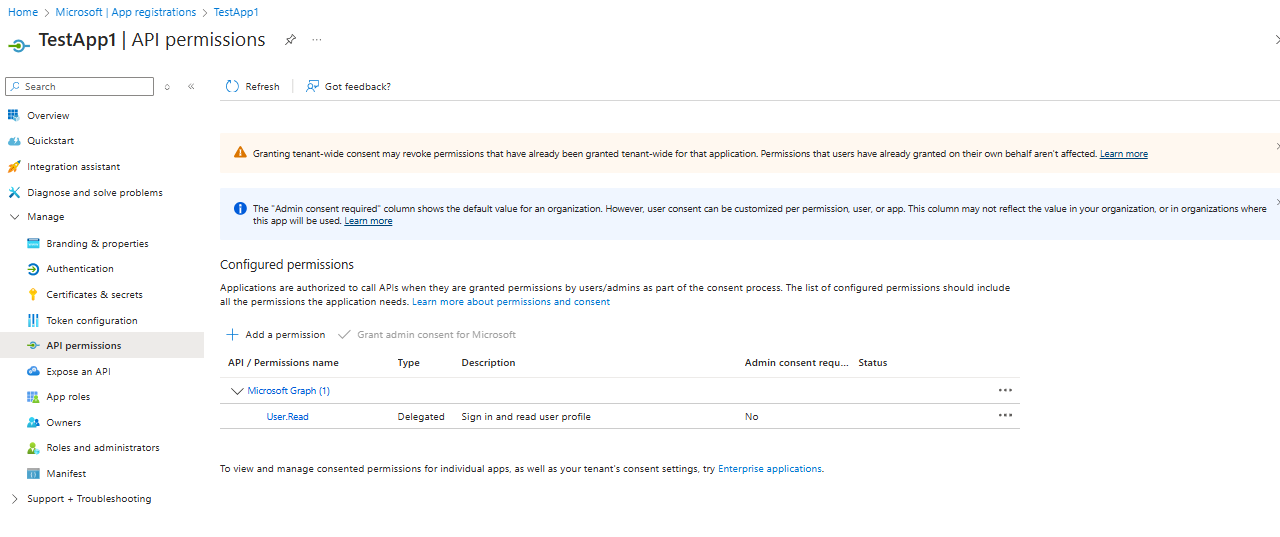 Home > Microsoft | App registrations > TestApp1
TestApp1 | API permissions
Search
Refresh
Got feedback?
Overview
Quickstart
Integration assistant
Diagnose and solve problems
Manage
Branding & properties
Authentication
Certificates & secrets
Token configuration
API permissions
Expose an API
App roles
Owners
Roles and administrators
Manifest
Support + Troubleshooting
Granting tenant-wide consent may revoke permissions that have already been granted tenant-wide for that application. Permissions that users have already granted on their own behalf aren't affected. Learn more
The "Admin consent required" column shows the default value for an organization. However, user consent can be customized per permission, user, or app. This column may not reflect the value in your organization, or in organizations where
this app will be used. Learn more
Configured permissions
Applications are authorized to call APIs when they are granted permissions by users/admins as part of the consent process. The list of configured permissions should include
all the permissions the application needs. Learn more about permissions and consent
Add a permission Grant admin consent for Microsoft
API / Permissions name Type Description Admin consent requ... Status
Microsoft Graph (1)
User.Read Delegated Sign in and read user profile No
To view and manage consented permissions for individual apps, as well as your tenant's consent settings, try Enterprise applications.